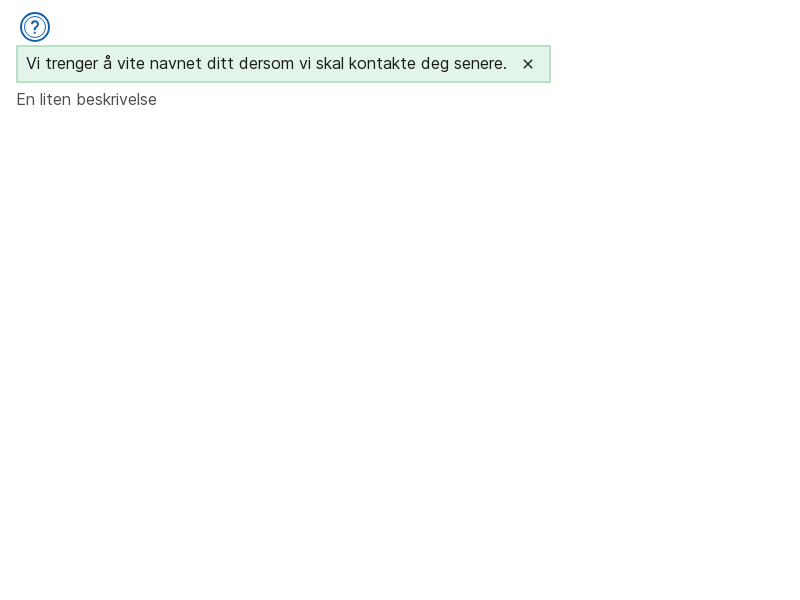 ?
Vi trenger å vite navnet ditt dersom vi skal kontakte deg senere. ×
En liten beskrivelse